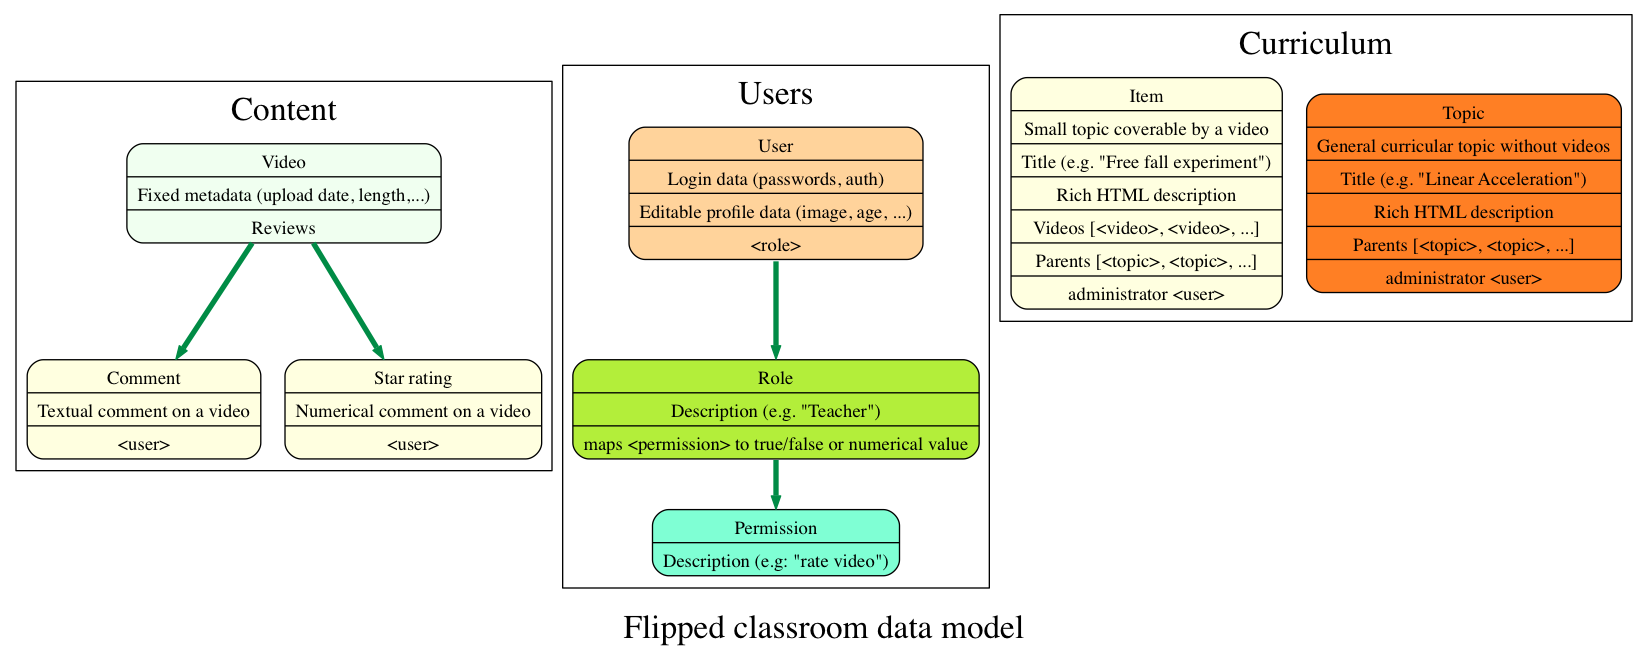 Content
Video
Fixed metadata (upload date, length,...)
Reviews
Comment
Textual comment on a video
<user>
Star rating
Numerical comment on a video
<user>
Users
User
Login data (passwords, auth)
Editable profile data (image, age, ...)
<role>
Role
Description (e.g. "Teacher")
maps <permission> to true/false or numerical value
Permission
Description (e.g: "rate video")
Curriculum
Item
Small topic coverable by a video
Title (e.g. "Free fall experiment")
Rich HTML description
Videos [<video>, <video>, ...]
Parents [<topic>, <topic>, ...]
administrator <user>
Topic
General curricular topic without videos
Title (e.g. "Linear Acceleration")
Rich HTML description
Parents [<topic>, <topic>, ...]
administrator <user>
Flipped classroom data model